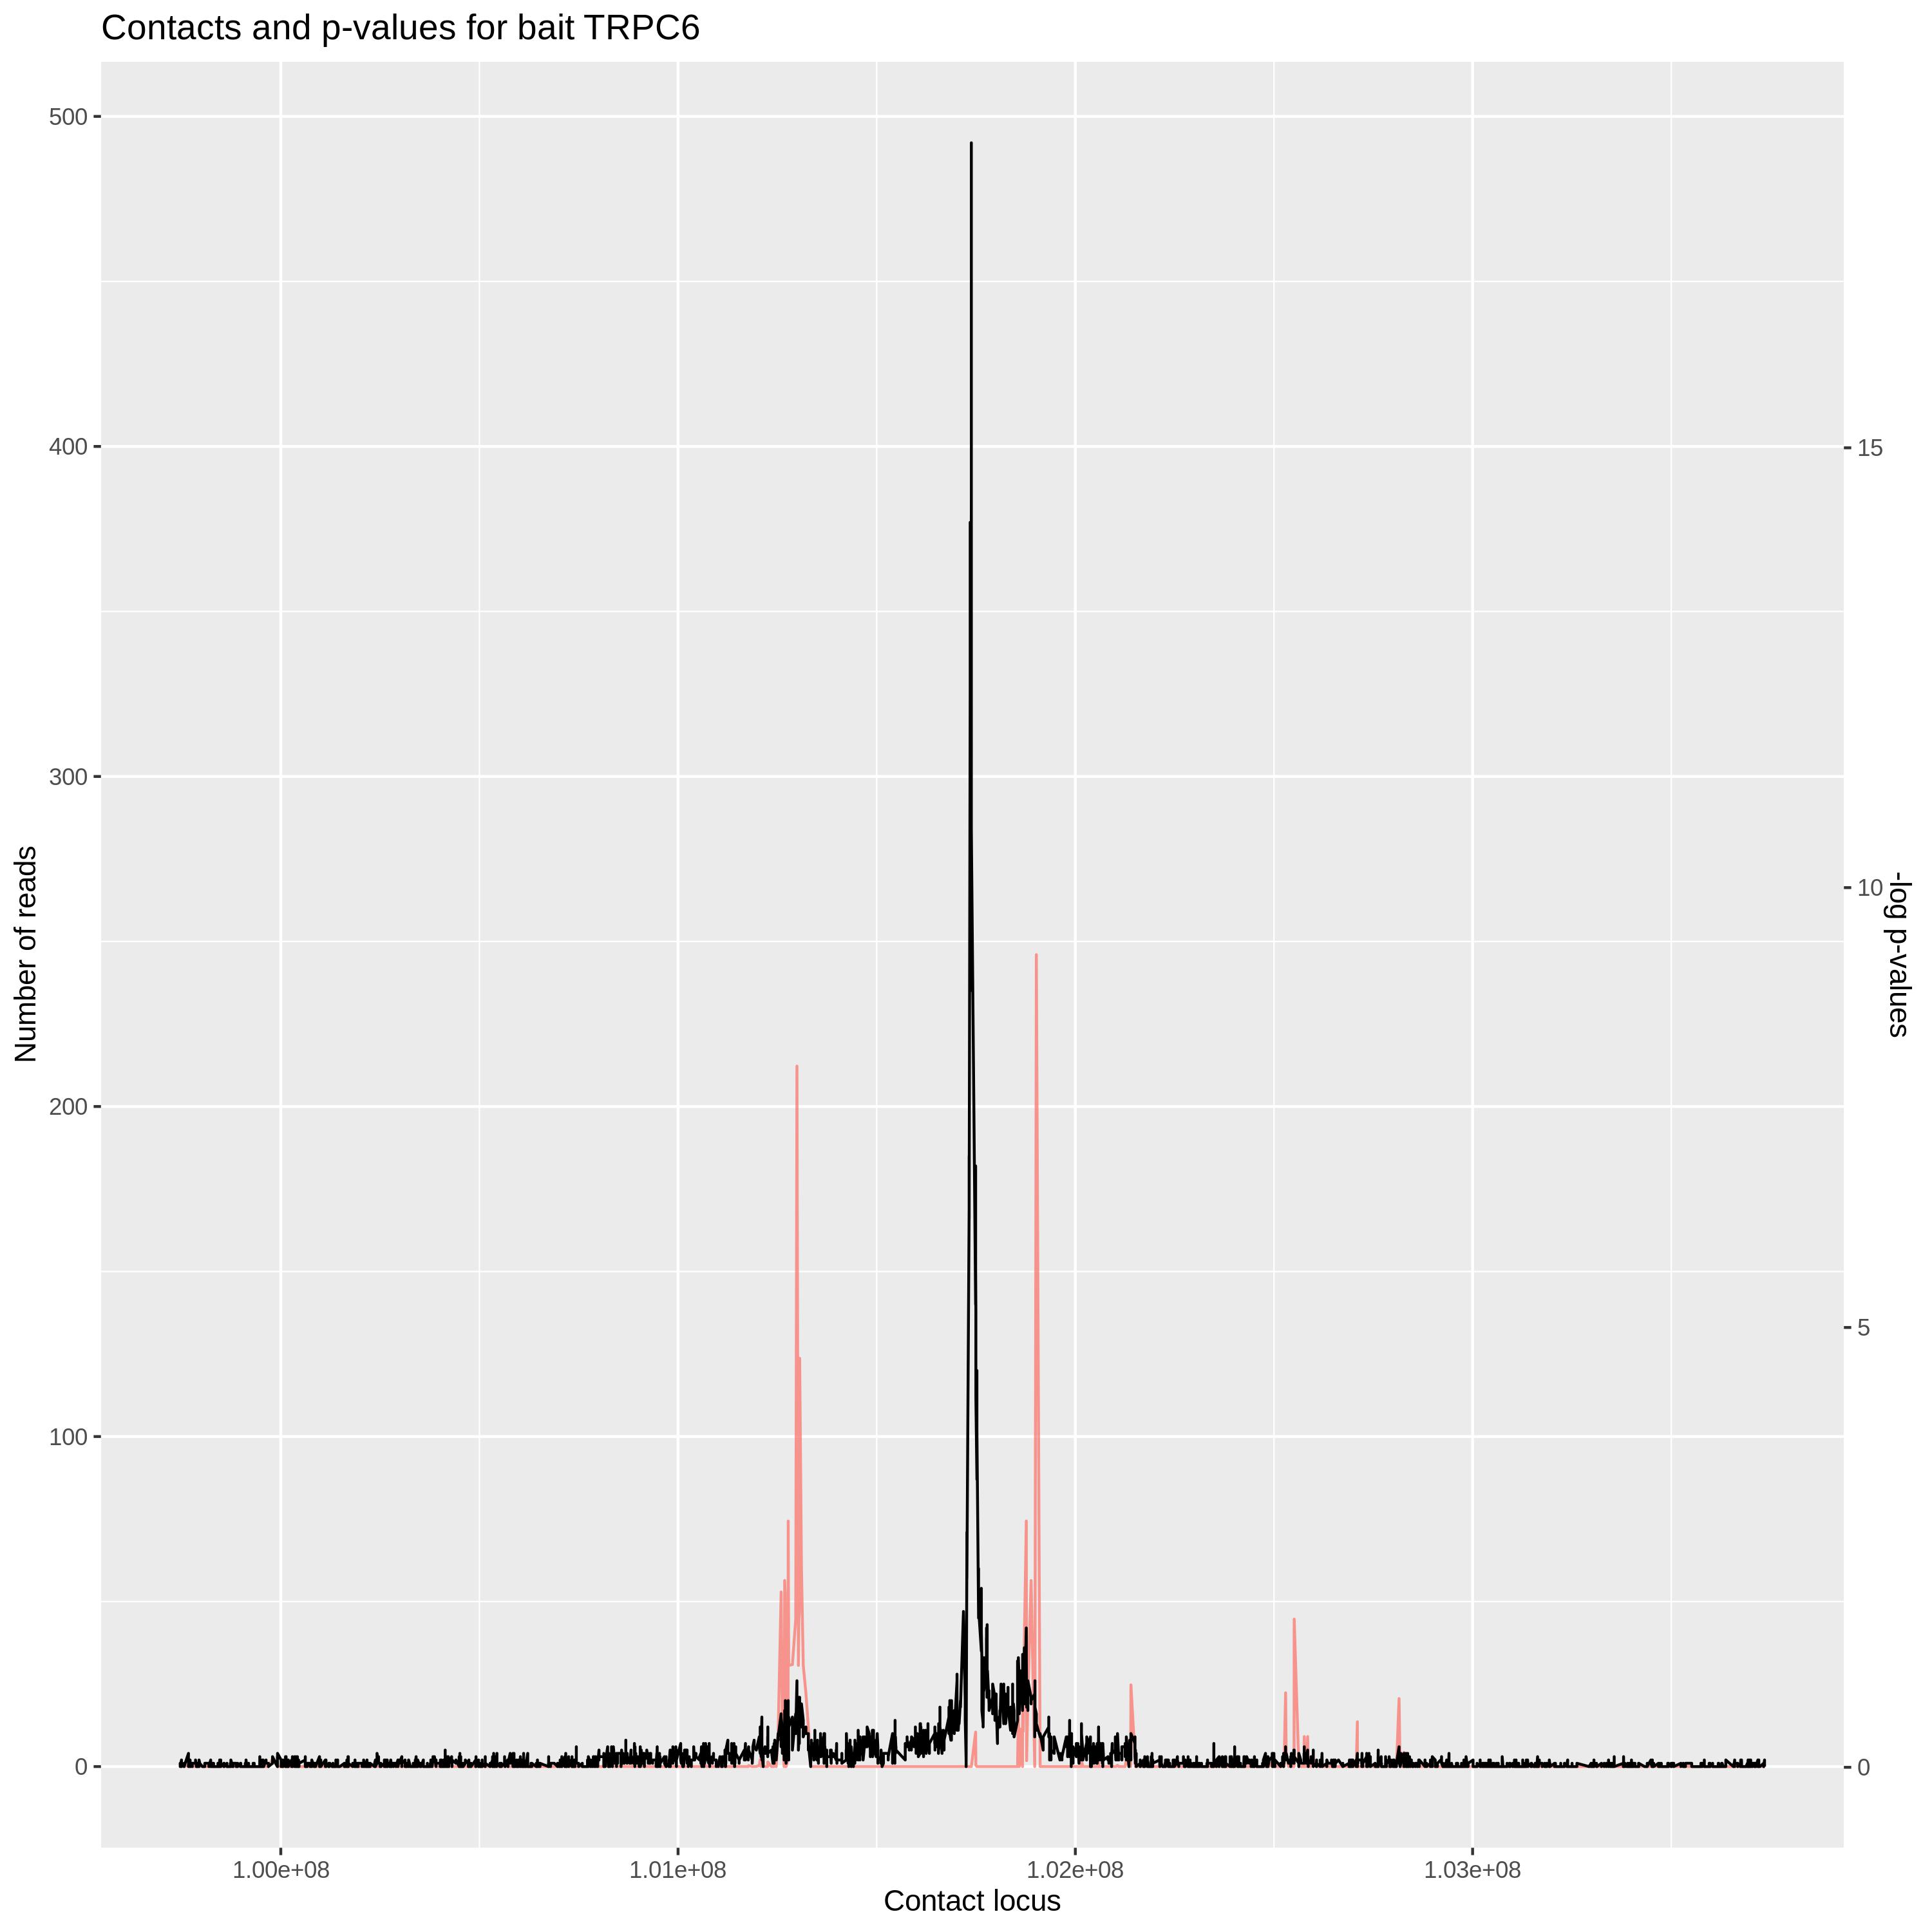 Contacts and p-values for bait TRPC6
500
400
300
200
100
0
Number of reads
15
10
5
0
-log p-values
1.00e+08
1.01e+08
1.02e+08
1.03e+08
Contact locus